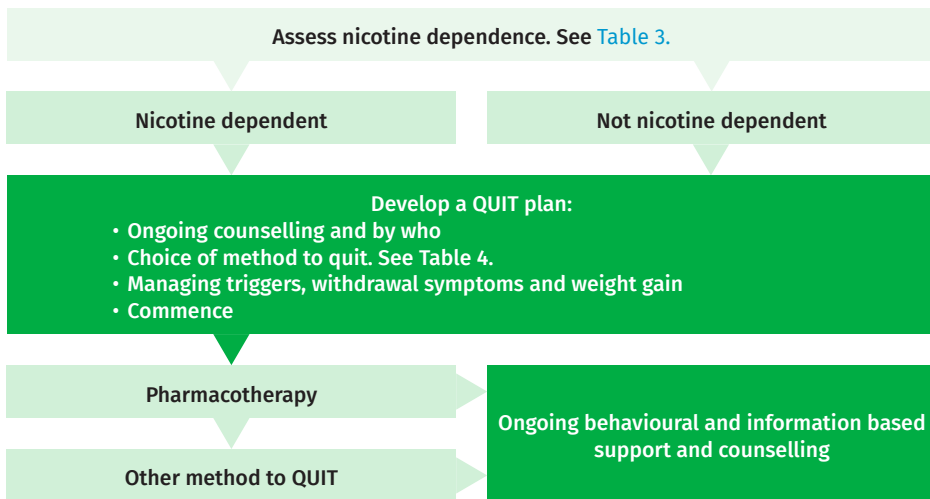 Assess nicotine dependence. See Table 3.
Nicotine dependent
Not nicotine dependent
Develop a QUIT plan:
• Ongoing counselling and by who
• Choice of method to quit. See Table 4.
• Managing triggers, withdrawal symptoms and weight gain
• Commence
Pharmacotherapy
Ongoing behavioural and information based
support and counselling
Other method to QUIT